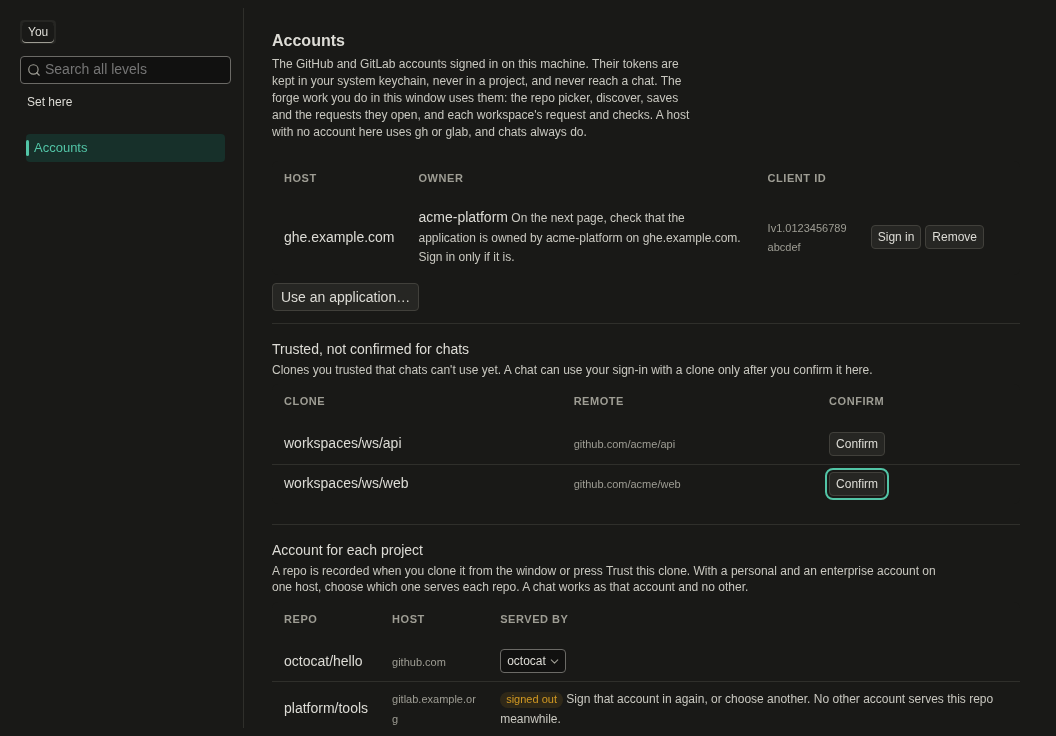 You
Search all levels
Set here
Accounts
Accounts
The GitHub and GitLab accounts signed in on this machine. Their tokens are
kept in your system keychain, never in a project, and never reach a chat. The
forge work you do in this window uses them: the repo picker, discover, saves
and the requests they open, and each workspace's request and checks. A host
with no account here uses gh or glab, and chats always do.
HOST OWNER CLIENT ID
ghe.example.com
acme-platform On the next page, check that the
application is owned by acme-platform on ghe.example.com.
Sign in only if it is.
Iv1.0123456789
abcdef
Sign in Remove
Use an application…
Trusted, not confirmed for chats
Clones you trusted that chats can't use yet. A chat can use your sign-in with a clone only after you confirm it here.
CLONE REMOTE CONFIRM
workspaces/ws/api github.com/acme/api Confirm
workspaces/ws/web github.com/acme/web Confirm
Account for each project
A repo is recorded when you clone it from the window or press Trust this clone. With a personal and an enterprise account on
one host, choose which one serves each repo. A chat works as that account and no other.
REPO HOST SERVED BY
octocat/hello github.com octocat
platform/tools
gitlab.example.or
g
signed out Sign that account in again, or choose another. No other account serves this repo
meanwhile.